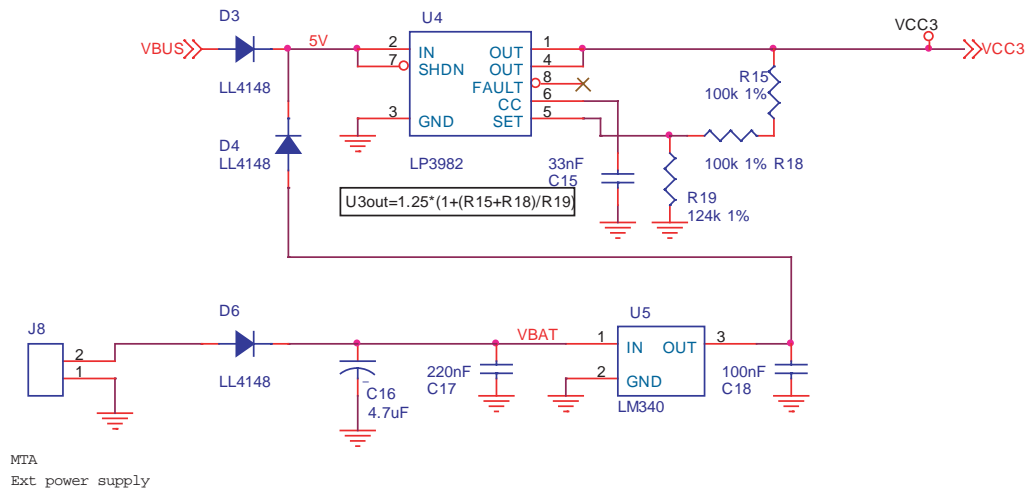 D3
U4
VCC3
VBUS
5V
2 IN OUT 1
7 SHDN OUT 4
FAULT 8
CC 6
3 GND SET 5
VCC3
LL4148
R15
100k 1%
D4
LL4148
LP3982
33nF
C15
100k 1% R18
U3out=1.25*(1+(R15+R18)/R19)
R19
124k 1%
D6
U5
J8
VBAT
2
1
1 IN OUT 3
2 GND
LL4148
C16
4.7uF
220nF
C17
LM340
100nF
C18
MTA
Ext power supply